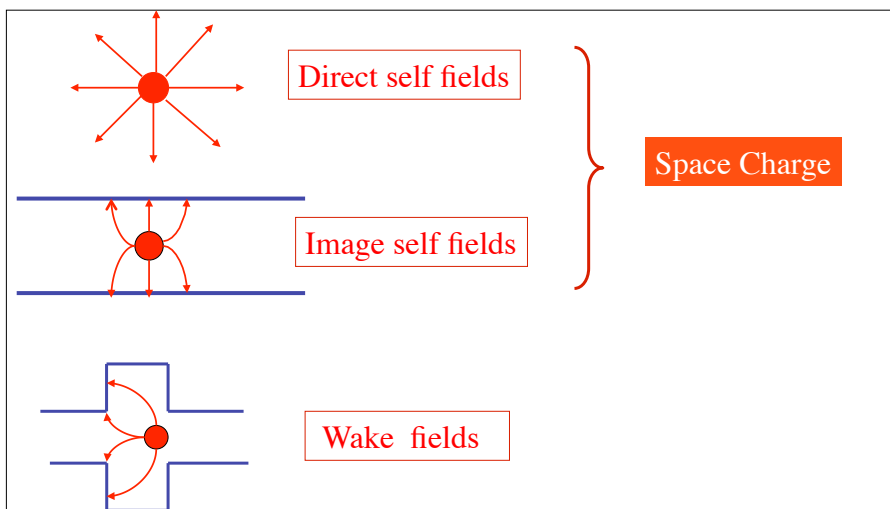 Direct self fields
Space Charge
Image self fields
Wake fields